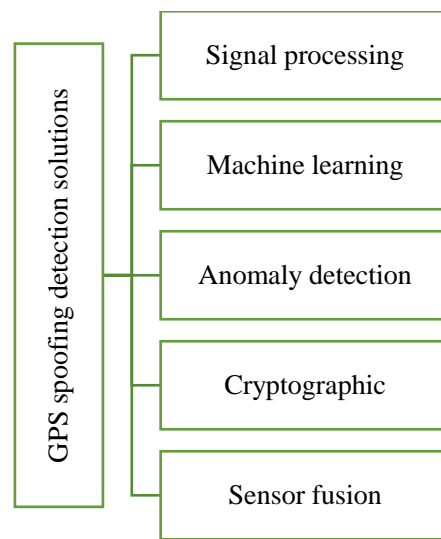 GPS spoofing detection solutions
Signal processing
Machine learning
Anomaly detection
Cryptographic
Sensor fusion